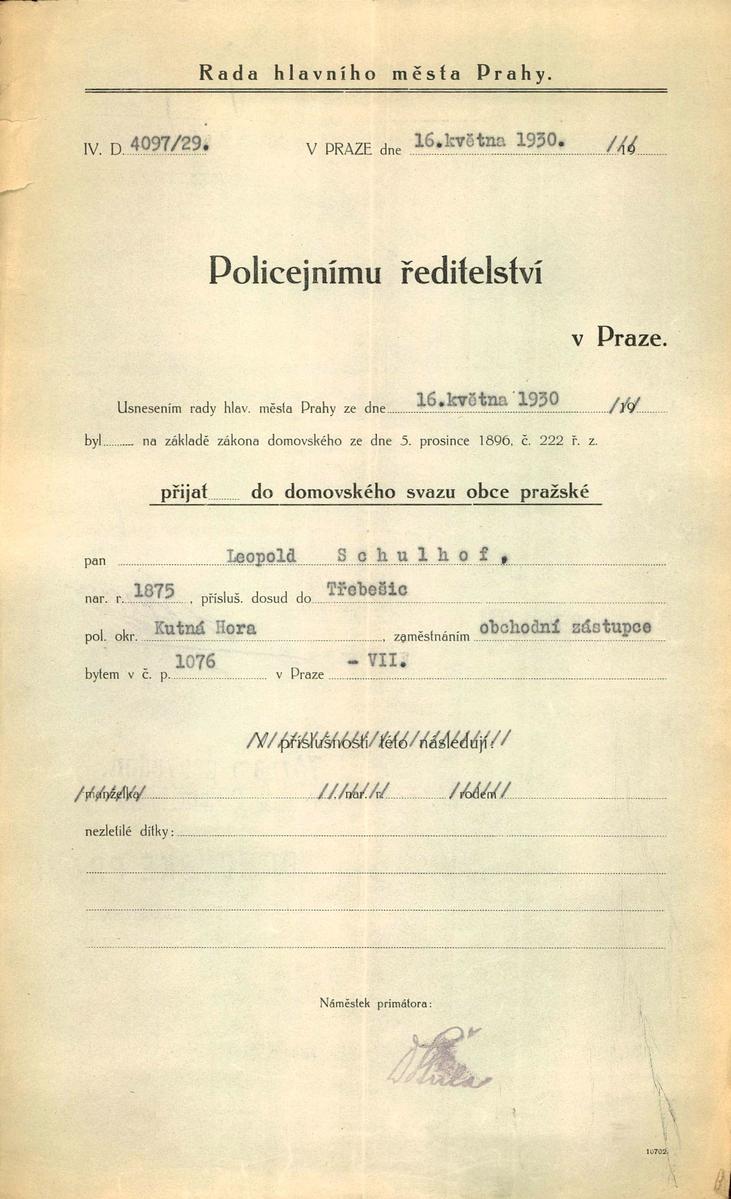 Rada hlavního města Prahy.
IV. D. 4097/29. V PRAZE dne 16.května 1930. 19
Policejnímu ředitelství
v Praze.
Usnesením rady hlav. města Prahy ze dne 16.května 1930 19
byl na základě zákona domovského ze dne 5. prosince 1896, č. 222 ř. z.
přijat do domovského svazu obce pražské
pan Leopold Schulhof,
nar. r. 1875, přísluš. dosud do Třebešic
pol. okr. Kutná Hora, zaměstnáním obchodní zástupce
bytem v č. p. 1076 v Praze - VII.
V příslušnosti této následují:
manželka nar. r. rodem
nezletilé dítky:
Náměstek primátora:
10702